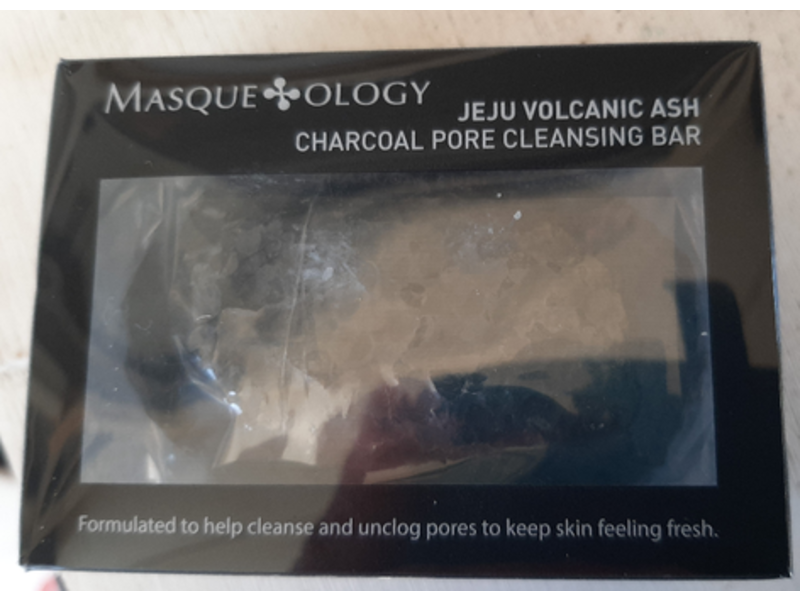 MASQUE OLOGY
JEJU VOLCANIC ASH
CHARCOAL PORE CLEANSING BAR
Formulated to help cleanse and unclog pores to keep skin feeling fresh.